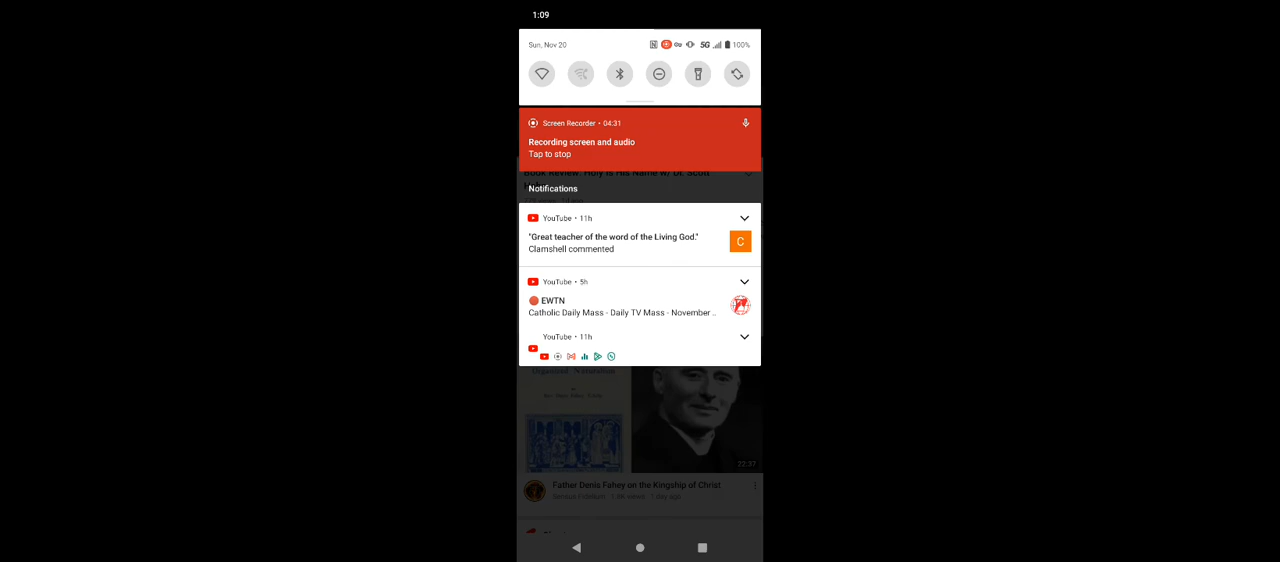 1:09
Sun, Nov 20
5G 100%
Screen Recorder • 04:31
Recording screen and audio
Tap to stop
Book Review: Holy is His Name w/ Dr. Scott
Notifications
YouTube • 11h
"Great teacher of the word of the Living God."
Clamshell commented
C
YouTube • 5h
EWTN
Catholic Daily Mass - Daily TV Mass - November ..
YouTube • 11h
22:37
Father Denis Fahey on the Kingship of Christ
Sensus Fidelium 1 day ago